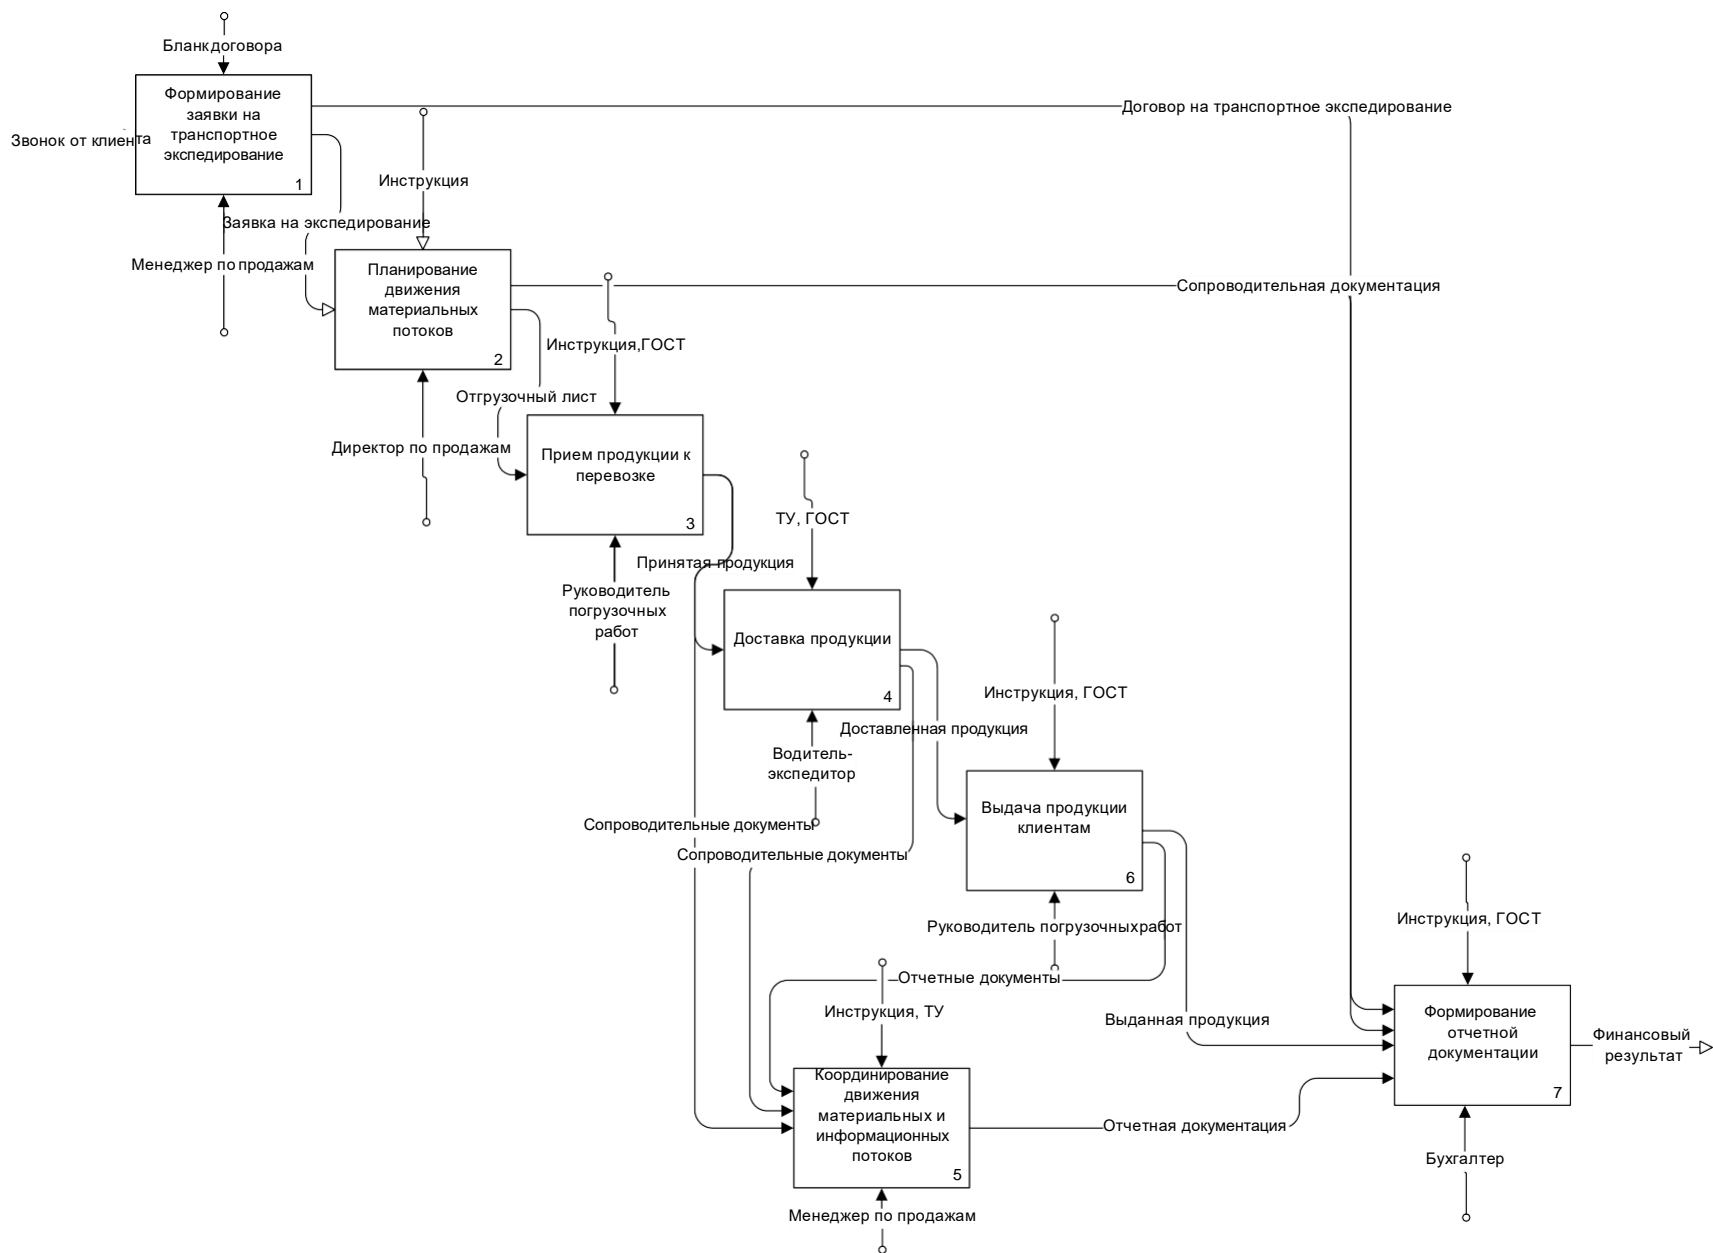 Бланк договора
Формирование
заявки на
транспортное
экспедирование
1
Звонок от клиента
Договор на транспортное экспедирование
Инструкция
Заявка на экспедирование
Менеджер по продажам
Планирование
движения
материальных
потоков
2
Сопроводительная документация
Инструкция,ГОСТ
Отгрузочный лист
Директор по продажам
Прием продукции к
перевозке
3
ТУ, ГОСТ
Принятая продукция
Руководитель
погрузочных
работ
Доставка продукции
4
Инструкция, ГОСТ
Доставленная продукция
Водитель-
экспедитор
Сопроводительные документы
Сопроводительные документы
Выдача продукции
клиентам
6
Руководитель погрузочныхработ
Инструкция, ГОСТ
Отчетные документы
Инструкция, ТУ
Выданная продукция
Формирование
отчетной
документации
7
Финансовый
результат
Координирование
движения
материальных и
информационных
потоков
5
Отчетная документация
Бухгалтер
Менеджер по продажам